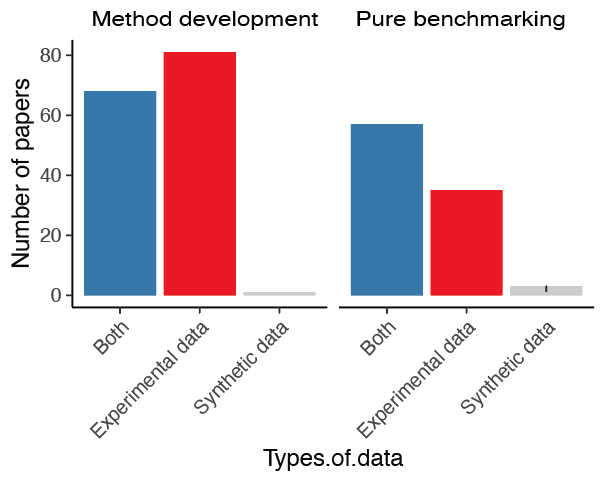 Method development
Pure benchmarking
Number of papers
80
60
40
20
0
Both
Experimental data
Synthetic data
Both
Experimental data
Synthetic data
Types.of.data